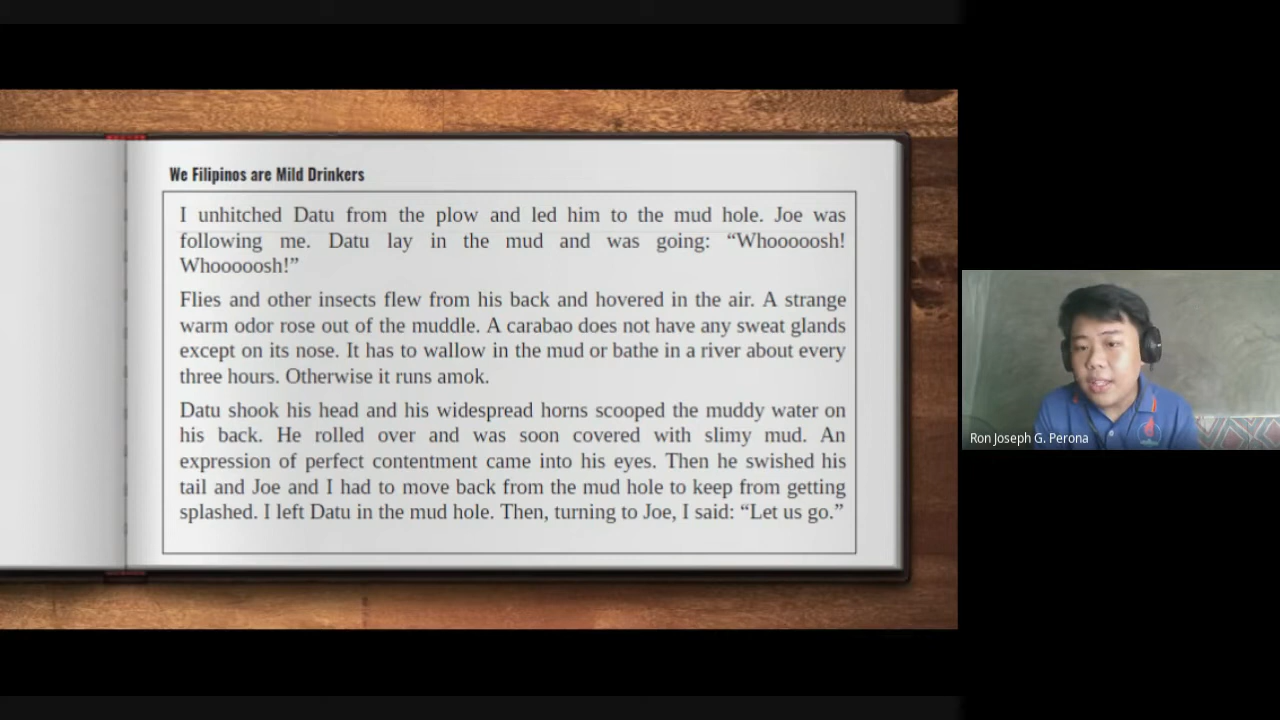 We Filipinos are Mild Drinkers
I unhitched Datu from the plow and led him to the mud hole. Joe was
following me. Datu lay in the mud and was going: “Whooooosh!
Whooooosh!”
Flies and other insects flew from his back and hovered in the air. A strange
warm odor rose out of the muddle. A carabao does not have any sweat glands
except on its nose. It has to wallow in the mud or bathe in a river about every
three hours. Otherwise it runs amok.
Datu shook his head and his widespread horns scooped the muddy water on
his back. He rolled over and was soon covered with slimy mud. An
expression of perfect contentment came into his eyes. Then he swished his
tail and Joe and I had to move back from the mud hole to keep from getting
splashed. I left Datu in the mud hole. Then, turning to Joe, I said: “Let us go.”
Ron Joseph G. Perona